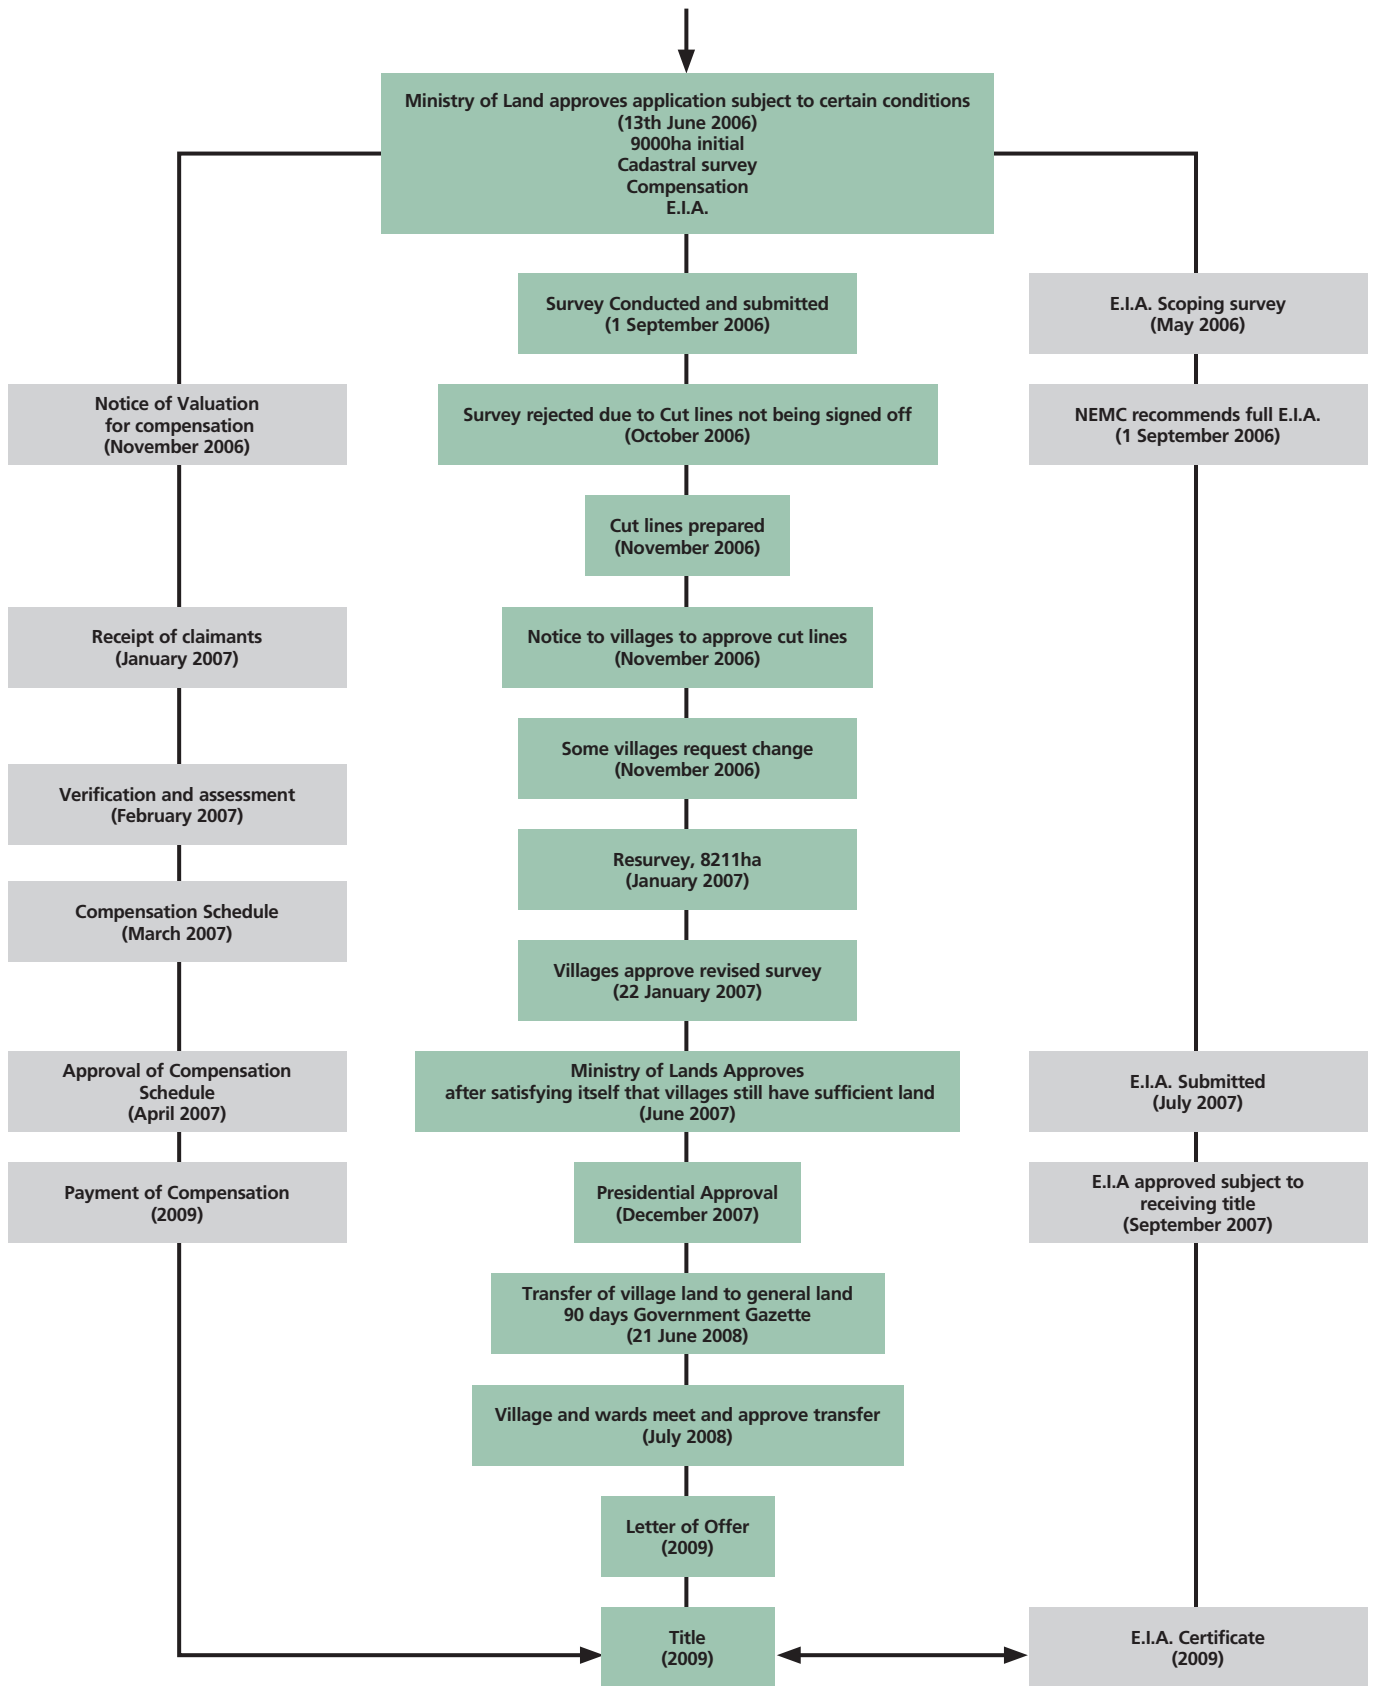 Ministry of Land approves application subject to certain conditions
(13th June 2006)
9000ha initial
Cadastral survey
Compensation
E.I.A.
Survey Conducted and submitted
(1 September 2006)
E.I.A. Scoping survey
(May 2006)
Notice of Valuation
for compensation
(November 2006)
Survey rejected due to Cut lines not being signed off
(October 2006)
NEMC recommends full E.I.A.
(1 September 2006)
Cut lines prepared
(November 2006)
Receipt of claimants
(January 2007)
Notice to villages to approve cut lines
(November 2006)
Some villages request change
(November 2006)
Verification and assessment
(February 2007)
Resurvey, 8211ha
(January 2007)
Compensation Schedule
(March 2007)
Villages approve revised survey
(22 January 2007)
Approval of Compensation
Schedule
(April 2007)
Ministry of Lands Approves
after satisfying itself that villages still have sufficient land
(June 2007)
E.I.A. Submitted
(July 2007)
Payment of Compensation
(2009)
Presidential Approval
(December 2007)
E.I.A approved subject to
receiving title
(September 2007)
Transfer of village land to general land
90 days Government Gazette
(21 June 2008)
Village and wards meet and approve transfer
(July 2008)
Letter of Offer
(2009)
Title
(2009)
E.I.A. Certificate
(2009)